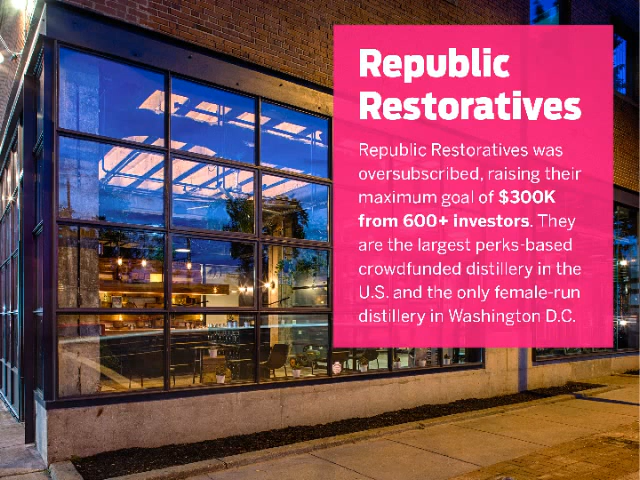 Republic
Restoratives
Republic Restoratives was
oversubscribed, raising their
maximum goal of $300K
from 600+ investors. They
are the largest perks-based
crowdfunded distillery in the
U.S. and the only female-run
distillery in Washington D.C.